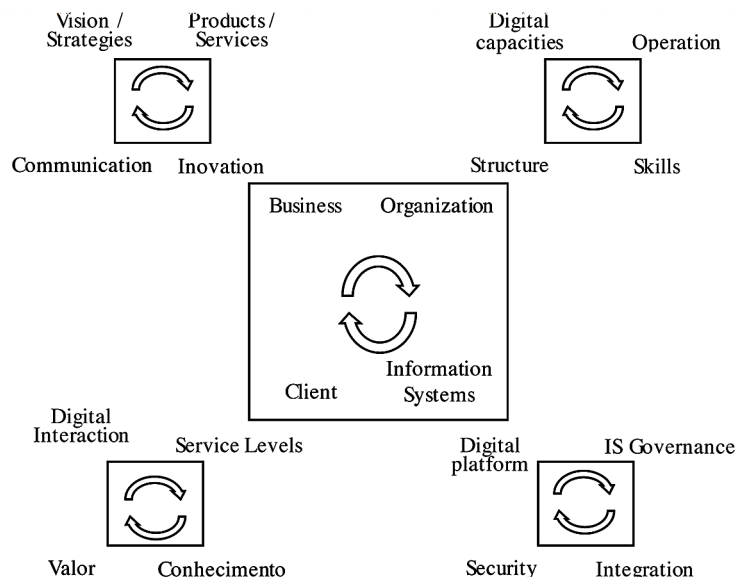 Vision /
Strategies
Products /
Services
Digital
capacities
Operation
Communication
Inovation
Structure
Skills
Business
Organization
Client
Information
Systems
Digital
Interaction
Service Levels
Digital
platform
IS Governance
Valor
Conhecimento
Security
Integration